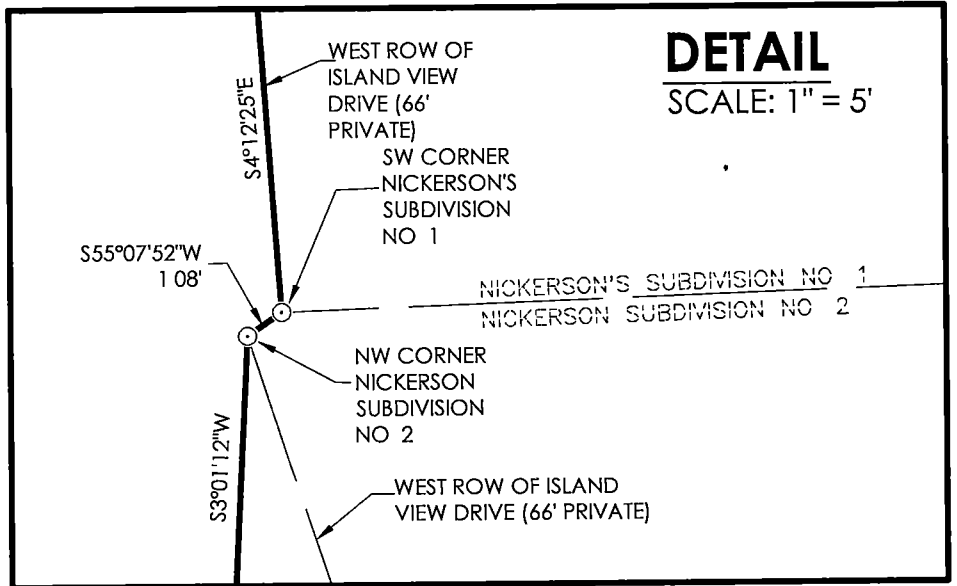 DETAIL
SCALE: 1" = 5'
WEST ROW OF
ISLAND VIEW
DRIVE (66'
PRIVATE)
S4°12'25"E
SW CORNER
NICKERSON'S
SUBDIVISION
NO 1
S55°07'52"W
1 08'
NICKERSON'S SUBDIVISION NO 1
NICKERSON SUBDIVISION NO 2
NW CORNER
NICKERSON
SUBDIVISION
NO 2
S3°01'12"W
WEST ROW OF ISLAND
VIEW DRIVE (66' PRIVATE)